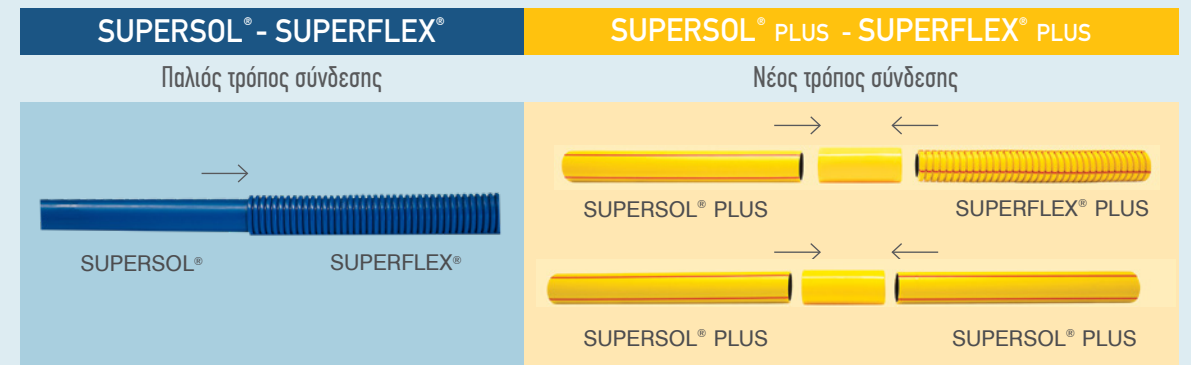 SUPERSOL® - SUPERFLEX®
SUPERSOL® PLUS - SUPERFLEX® PLUS
Παλιός τρόπος σύνδεσης
Νέος τρόπος σύνδεσης
SUPERSOL® PLUS
SUPERFLEX® PLUS
SUPERSOL®
SUPERFLEX®
SUPERSOL® PLUS
SUPERSOL® PLUS